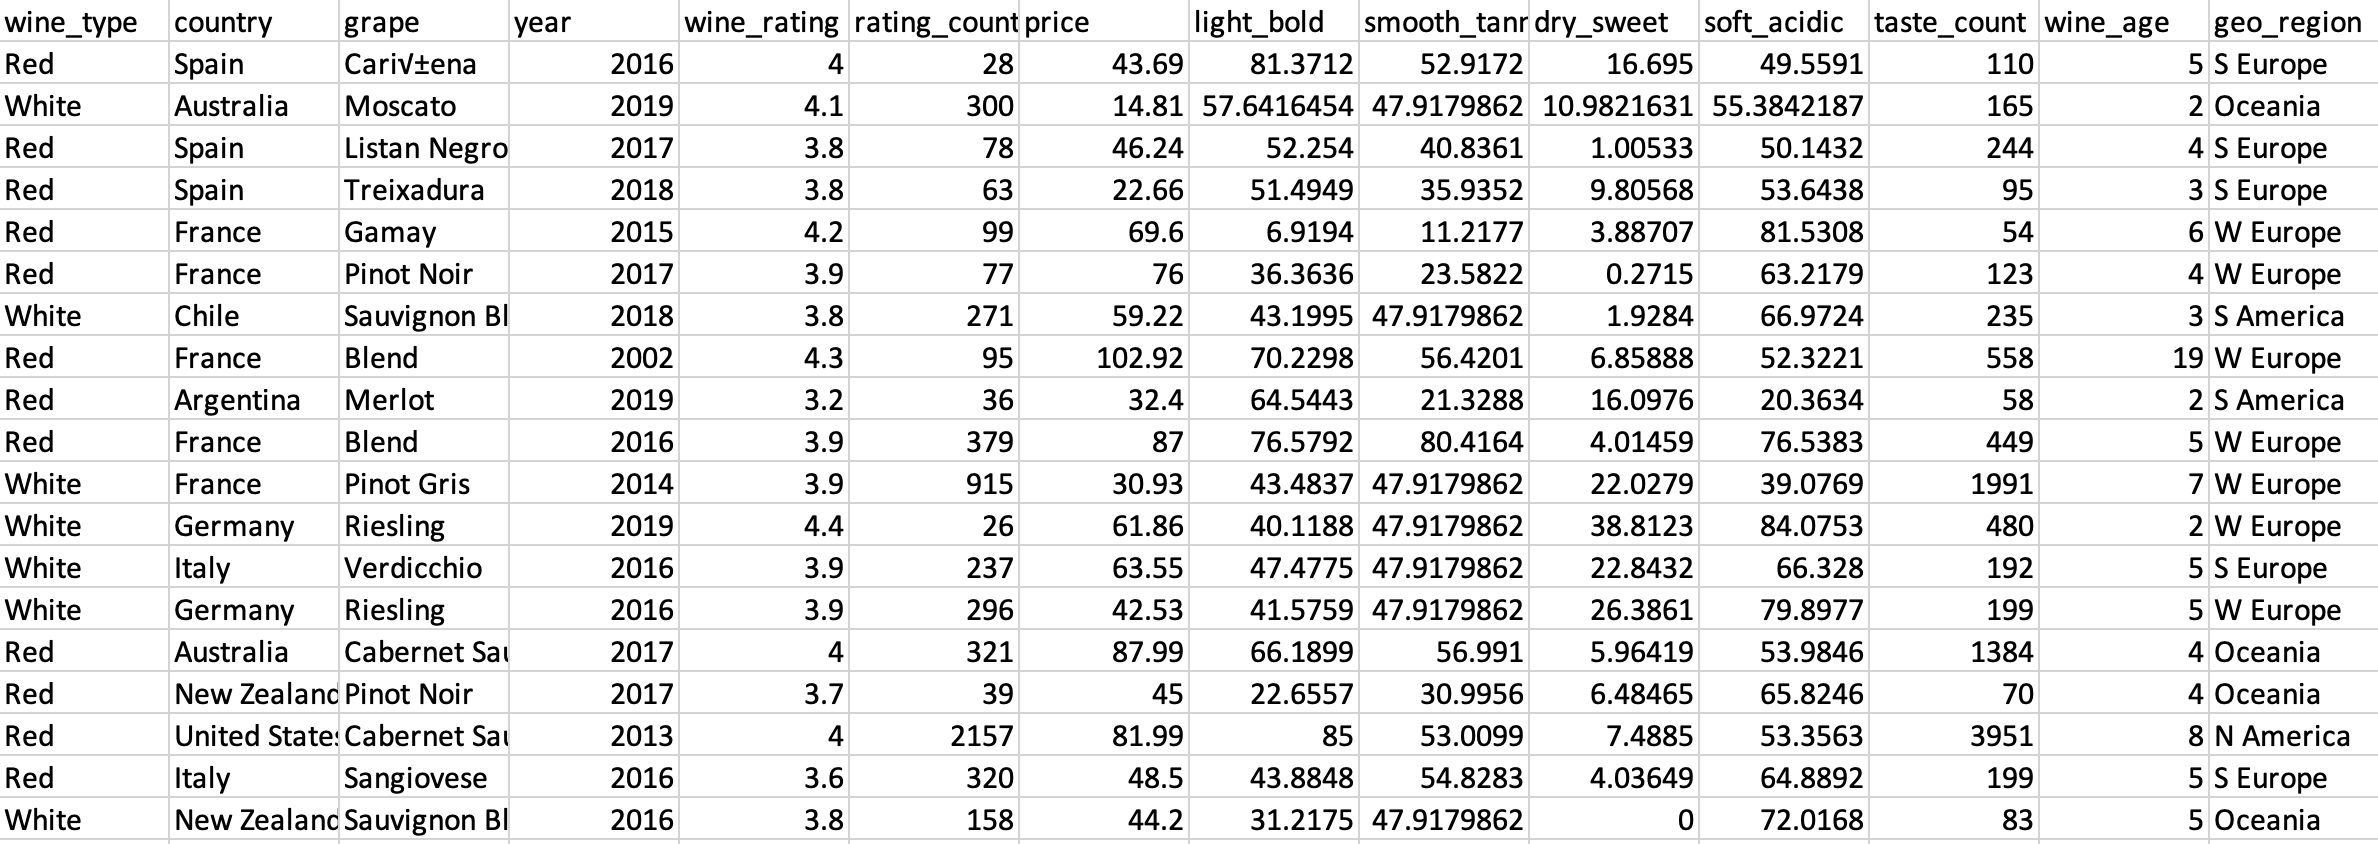 wine_type country grape year wine_rating rating_count price light_bold smooth_tanr dry_sweet soft_acidic taste_count wine_age geo_region
Red Spain Cari√±ena 2016 4 28 43.69 81.3712 52.9172 16.695 49.5591 110 5 S Europe
White Australia Moscato 2019 4.1 300 14.81 57.6416454 47.9179862 10.9821631 55.3842187 165 2 Oceania
Red Spain Listan Negro 2017 3.8 78 46.24 52.254 40.8361 1.00533 50.1432 244 4 S Europe
Red Spain Treixadura 2018 3.8 63 22.66 51.4949 35.9352 9.80568 53.6438 95 3 S Europe
Red France Gamay 2015 4.2 99 69.6 6.9194 11.2177 3.88707 81.5308 54 6 W Europe
Red France Pinot Noir 2017 3.9 77 76 36.3636 23.5822 0.2715 63.2179 123 4 W Europe
White Chile Sauvignon Bl 2018 3.8 271 59.22 43.1995 47.9179862 1.9284 66.9724 235 3 S America
Red France Blend 2002 4.3 95 102.92 70.2298 56.4201 6.85888 52.3221 558 19 W Europe
Red Argentina Merlot 2019 3.2 36 32.4 64.5443 21.3288 16.0976 20.3634 58 2 S America
Red France Blend 2016 3.9 379 87 76.5792 80.4164 4.01459 76.5383 449 5 W Europe
White France Pinot Gris 2014 3.9 915 30.93 43.4837 47.9179862 22.0279 39.0769 1991 7 W Europe
White Germany Riesling 2019 4.4 26 61.86 40.1188 47.9179862 38.8123 84.0753 480 2 W Europe
White Italy Verdicchio 2016 3.9 237 63.55 47.4775 47.9179862 22.8432 66.328 192 5 S Europe
White Germany Riesling 2016 3.9 296 42.53 41.5759 47.9179862 26.3861 79.8977 199 5 W Europe
Red Australia Cabernet Sau 2017 4 321 87.99 66.1899 56.991 5.96419 53.9846 1384 4 Oceania
Red New Zealand Pinot Noir 2017 3.7 39 45 22.6557 30.9956 6.48465 65.8246 70 4 Oceania
Red United States Cabernet Sau 2013 4 2157 81.99 85 53.0099 7.4885 53.3563 3951 8 N America
Red Italy Sangiovese 2016 3.6 320 48.5 43.8848 54.8283 4.03649 64.8892 199 5 S Europe
White New Zealand Sauvignon Bl 2016 3.8 158 44.2 31.2175 47.9179862 0 72.0168 83 5 Oceania